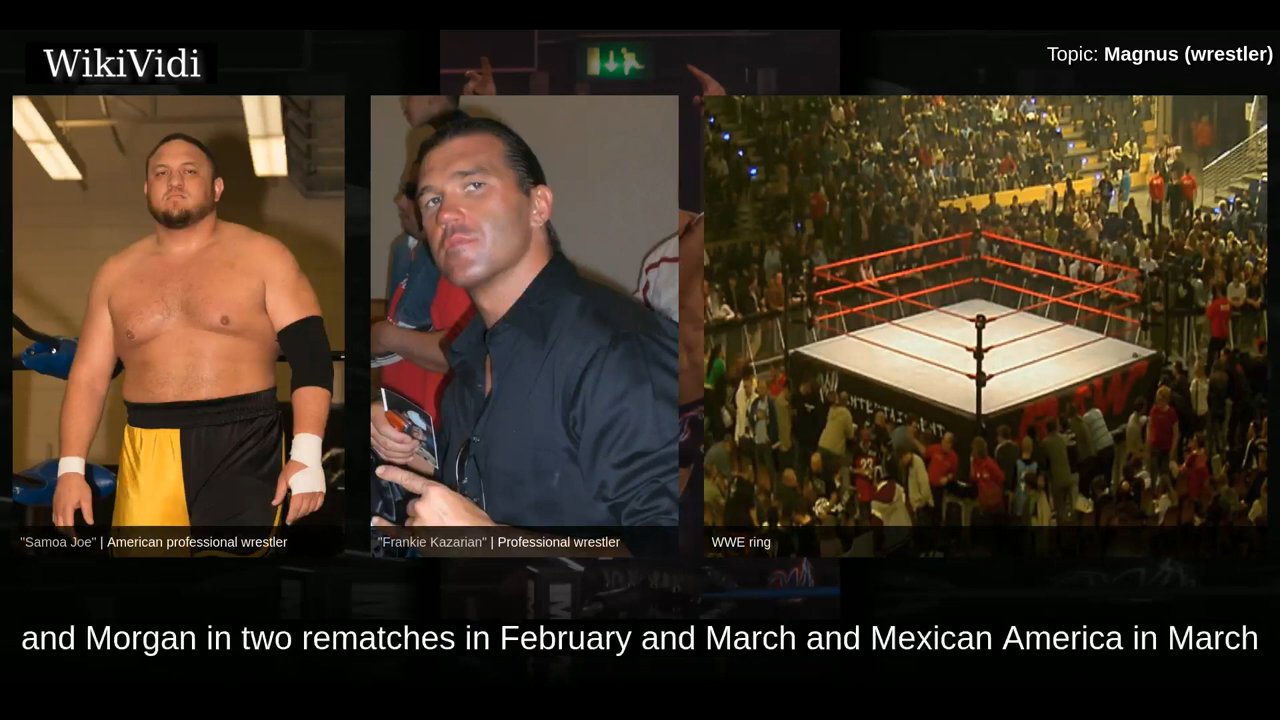 WikiVidi
Topic: Magnus (wrestler)
"Samoa Joe" | American professional wrestler
"Frankie Kazarian" | Professional wrestler
WWE ring
and Morgan in two rematches in February and March and Mexican America in March